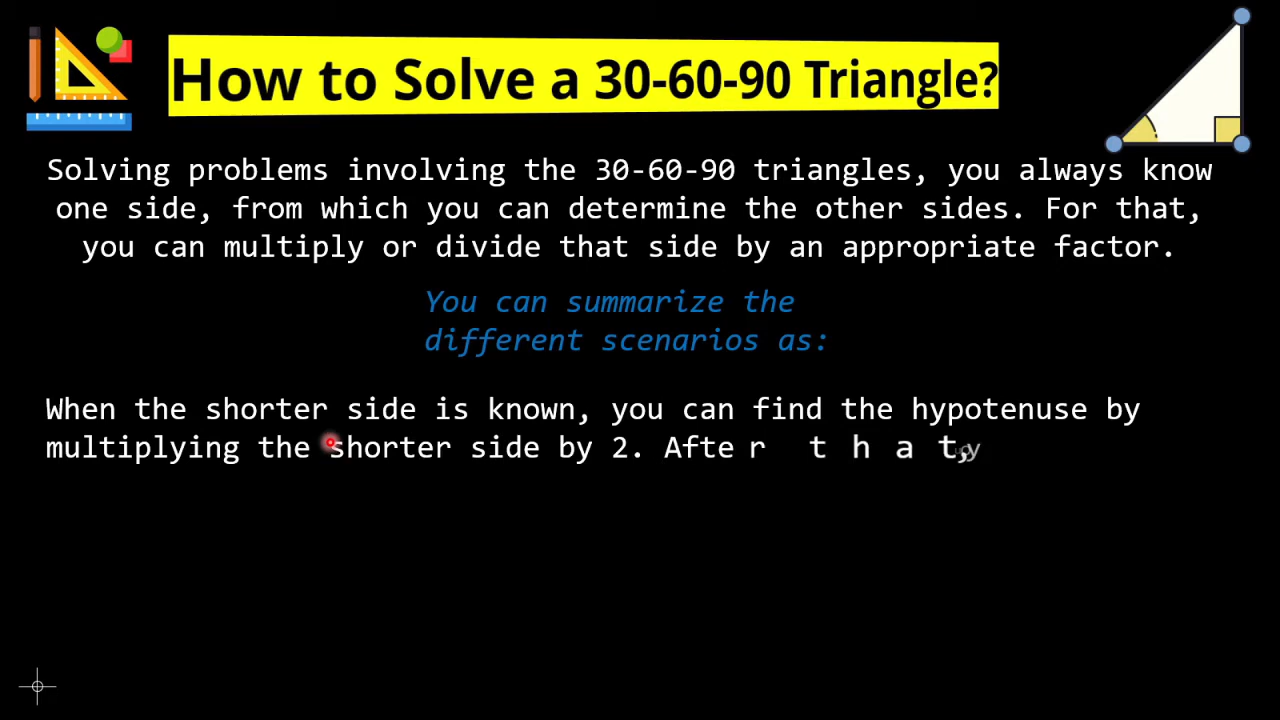 How to Solve a 30-60-90 Triangle?
Solving problems involving the 30-60-90 triangles, you always know
one side, from which you can determine the other sides. For that,
you can multiply or divide that side by an appropriate factor.
You can summarize the
different scenarios as:
When the shorter side is known, you can find the hypotenuse by
multiplying the shorter side by 2. After that,